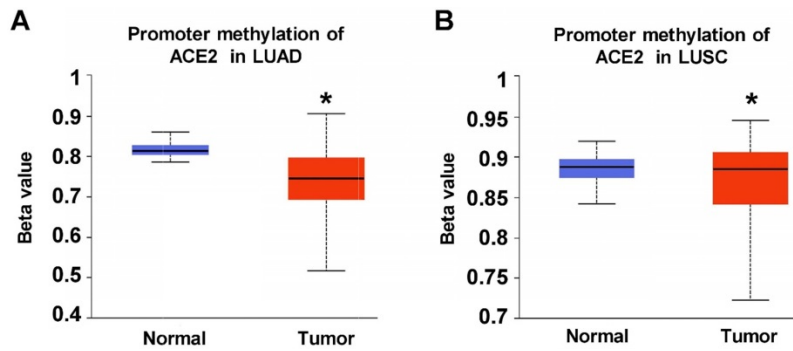 A
Promoter methylation of
ACE2 in LUAD
Beta value
1
0.9
0.8
0.7
0.6
0.5
0.4
*
Normal
Tumor
B
Promoter methylation of
ACE2 in LUSC
Beta value
1
0.95
0.9
0.85
0.8
0.75
0.7
*
Normal
Tumor